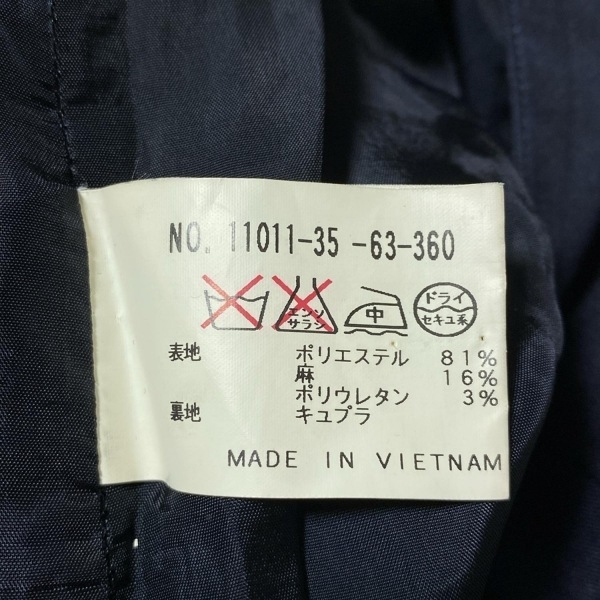 NO. 11011-35 -63-360
エンソ
サラシ
中
ドライ
セキユ系
表地 ポリエステル 81%
麻 16%
ポリウレタン 3%
裏地 キュプラ
MADE IN VIETNAM